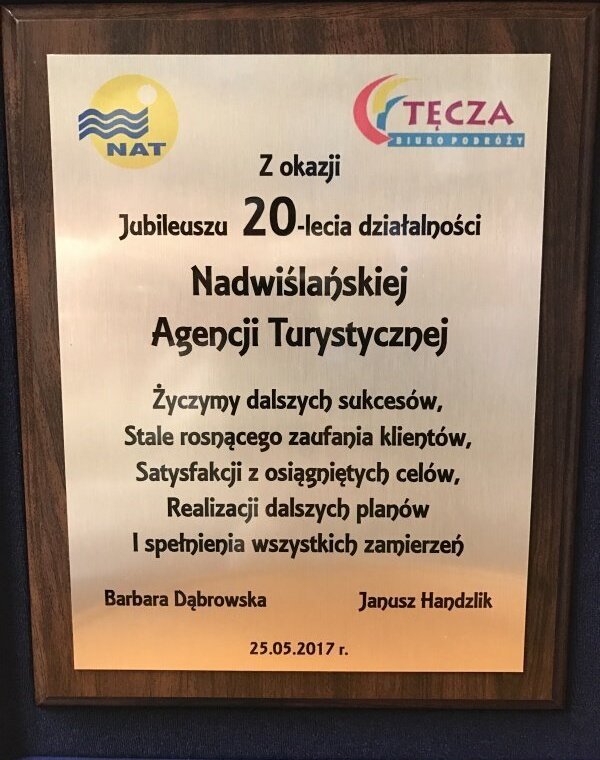 NAT
TĘCZA
BIURO PODRÓŻY
Z okazji
Jubileuszu 20-lecia działalności
Nadwiślańskiej
Agencji Turystycznej
Życzymy dalszych sukcesów,
Stale rosnącego zaufania klientów,
Satysfakcji z osiągniętych celów,
Realizacji dalszych planów
I spełnienia wszystkich zamierzeń
Barbara Dąbrowska Janusz Handzlik
25.05.2017 r.